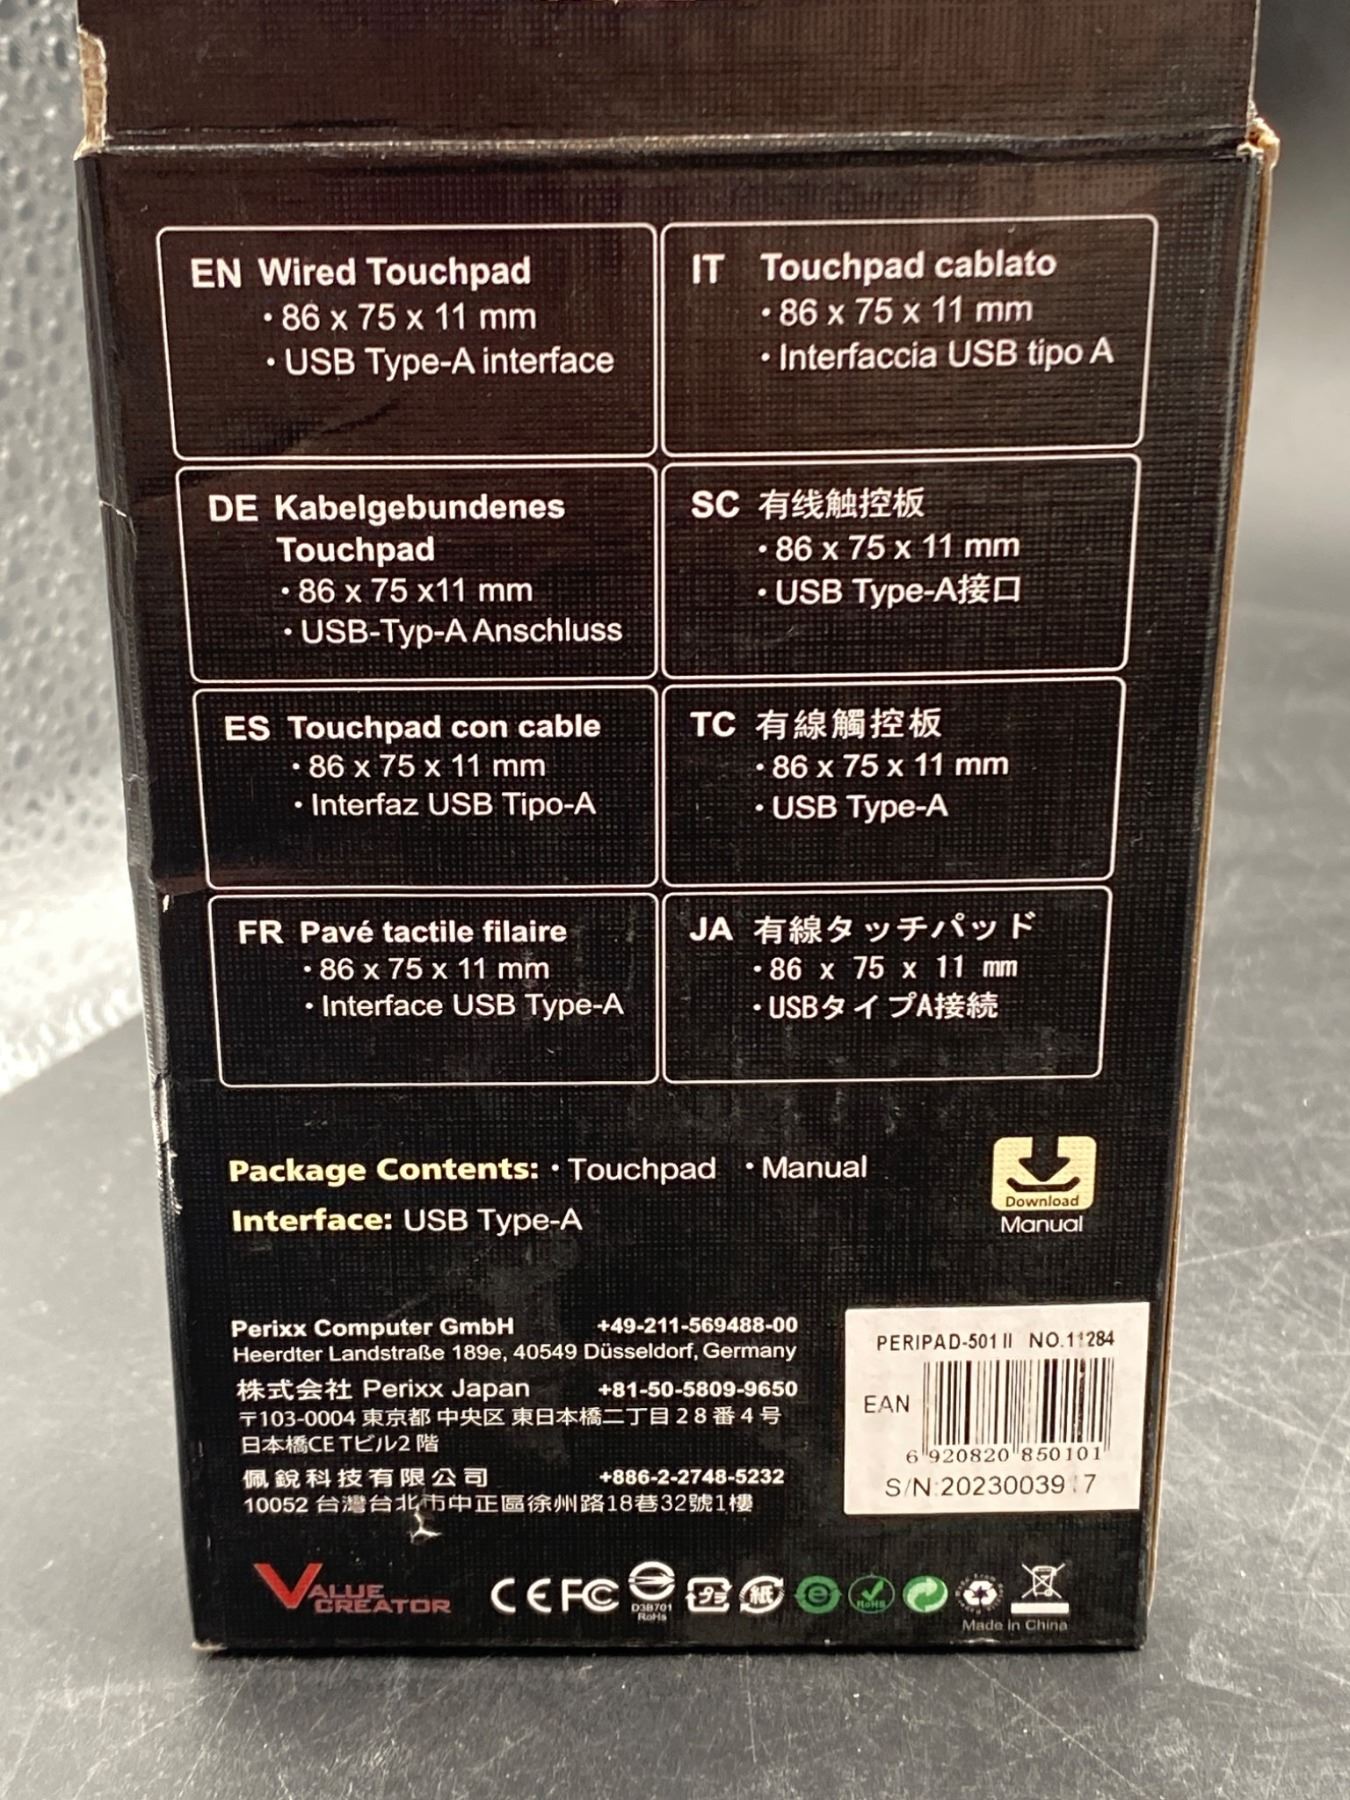 EN Wired Touchpad
• 86 x 75 x 11 mm
• USB Type-A interface
IT Touchpad cablato
• 86 x 75 x 11 mm
• Interfaccia USB tipo A
DE Kabelgebundenes
Touchpad
• 86 x 75 x11 mm
• USB-Typ-A Anschluss
SC 有线触控板
• 86 x 75 x 11 mm
• USB Type-A接口
ES Touchpad con cable
• 86 x 75 x 11 mm
• Interfaz USB Tipo-A
TC 有線觸控板
• 86 x 75 x 11 mm
• USB Type-A
FR Pavé tactile filaire
• 86 x 75 x 11 mm
• Interface USB Type-A
JA 有線タッチパッド
• 86 x 75 x 11 mm
• USBタイプA接続
Package Contents: • Touchpad • Manual
Interface: USB Type-A
Download
Manual
Perixx Computer GmbH +49-211-569488-00
Heerdter Landstraße 189e, 40549 Düsseldorf, Germany
株式会社 Perixx Japan +81-50-5809-9650
〒103-0004 東京都 中央区 東日本橋二丁目28番4号
日本橋CETビル2階
佩銳科技有限公司 +886-2-2748-5232
10052 台灣台北市中正區徐州路18巷32號1樓
PERIPAD-501 II NO.11284
EAN
6 920820 850101
S/N:
VALUE CREATOR
CE FC
D3B701
RoHS
プラ
紙
e
RoHS
Made in China